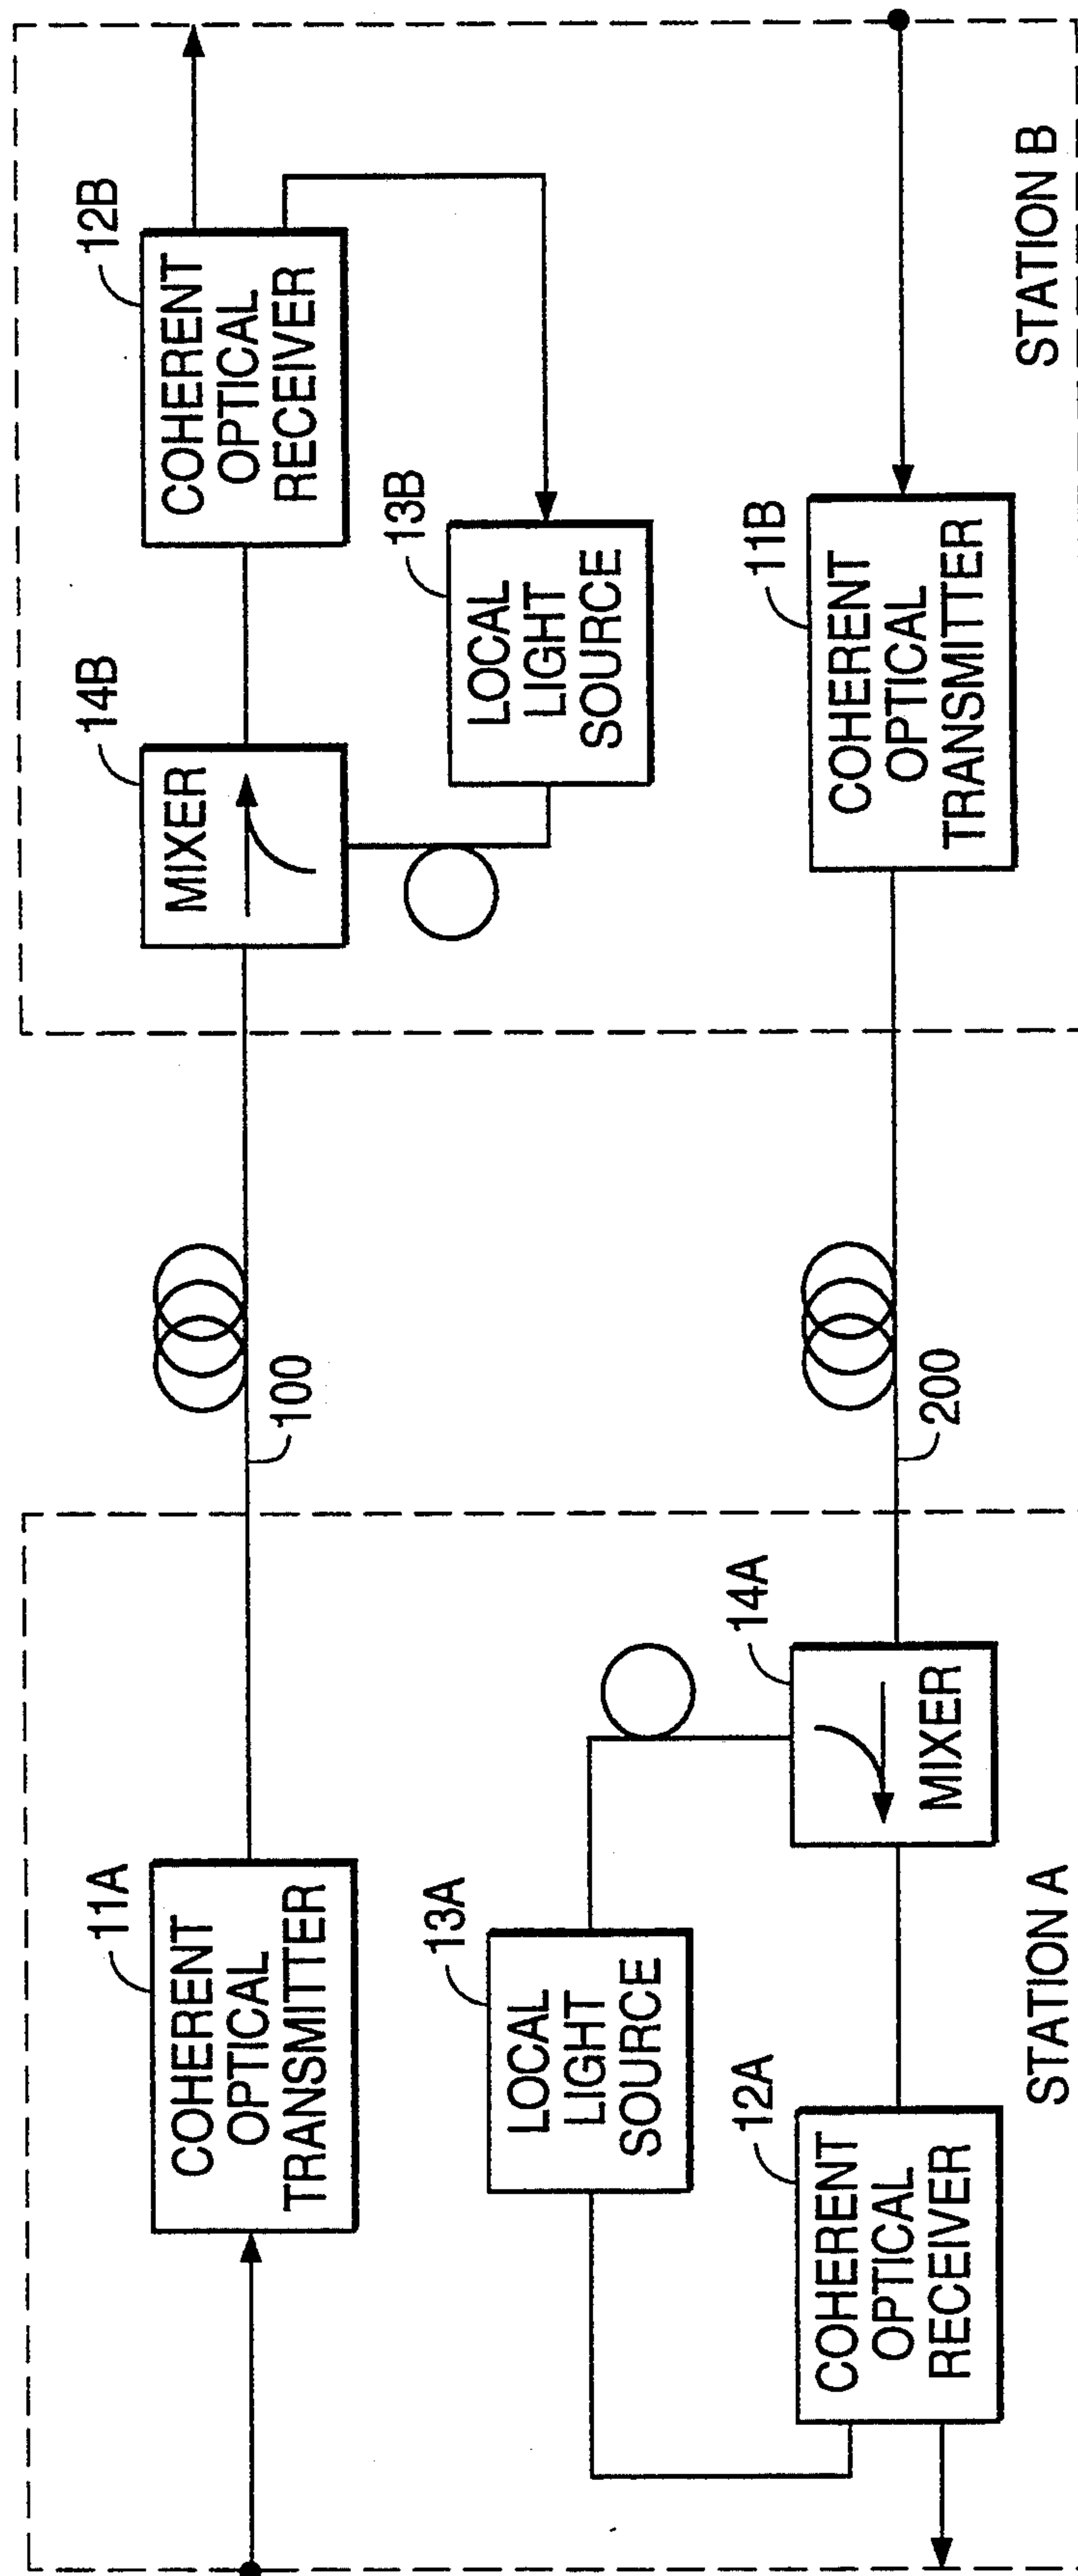 11A
COHERENT
OPTICAL
TRANSMITTER
100
14B
MIXER
12B
COHERENT
OPTICAL
RECEIVER
13A
LOCAL
LIGHT
SOURCE
13B
LOCAL
LIGHT
SOURCE
12A
COHERENT
OPTICAL
RECEIVER
14A
MIXER
200
11B
COHERENT
OPTICAL
TRANSMITTER
STATION A
STATION B